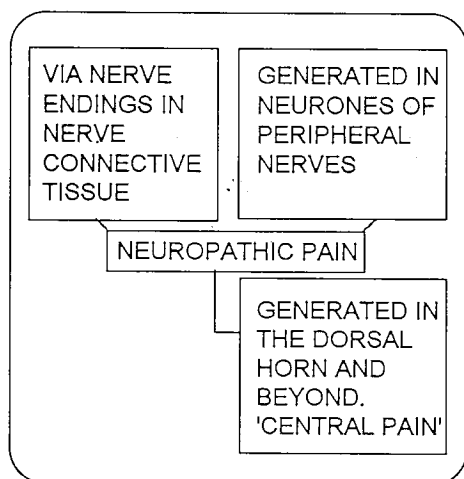 VIA NERVE
ENDINGS IN
NERVE
CONNECTIVE
TISSUE
GENERATED IN
NEURONES OF
PERIPHERAL
NERVES
NEUROPATHIC PAIN
GENERATED IN
THE DORSAL
HORN AND
BEYOND.
'CENTRAL PAIN'